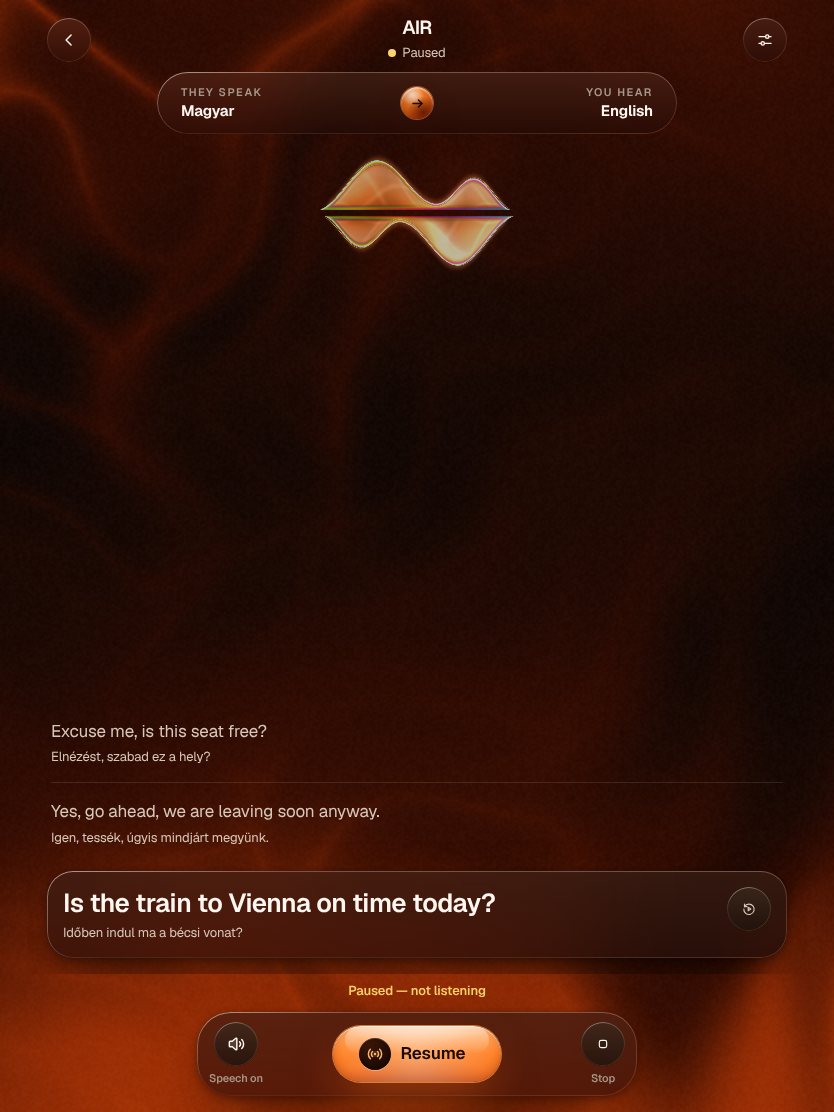 AIR
Paused
THEY SPEAK
Magyar
YOU HEAR
English
Excuse me, is this seat free?
Elnézést, szabad ez a hely?
Yes, go ahead, we are leaving soon anyway.
Igen, tessék, úgyis mindjárt megyünk.
Is the train to Vienna on time today?
Időben indul ma a bécsi vonat?
Paused — not listening
Speech on
Resume
Stop